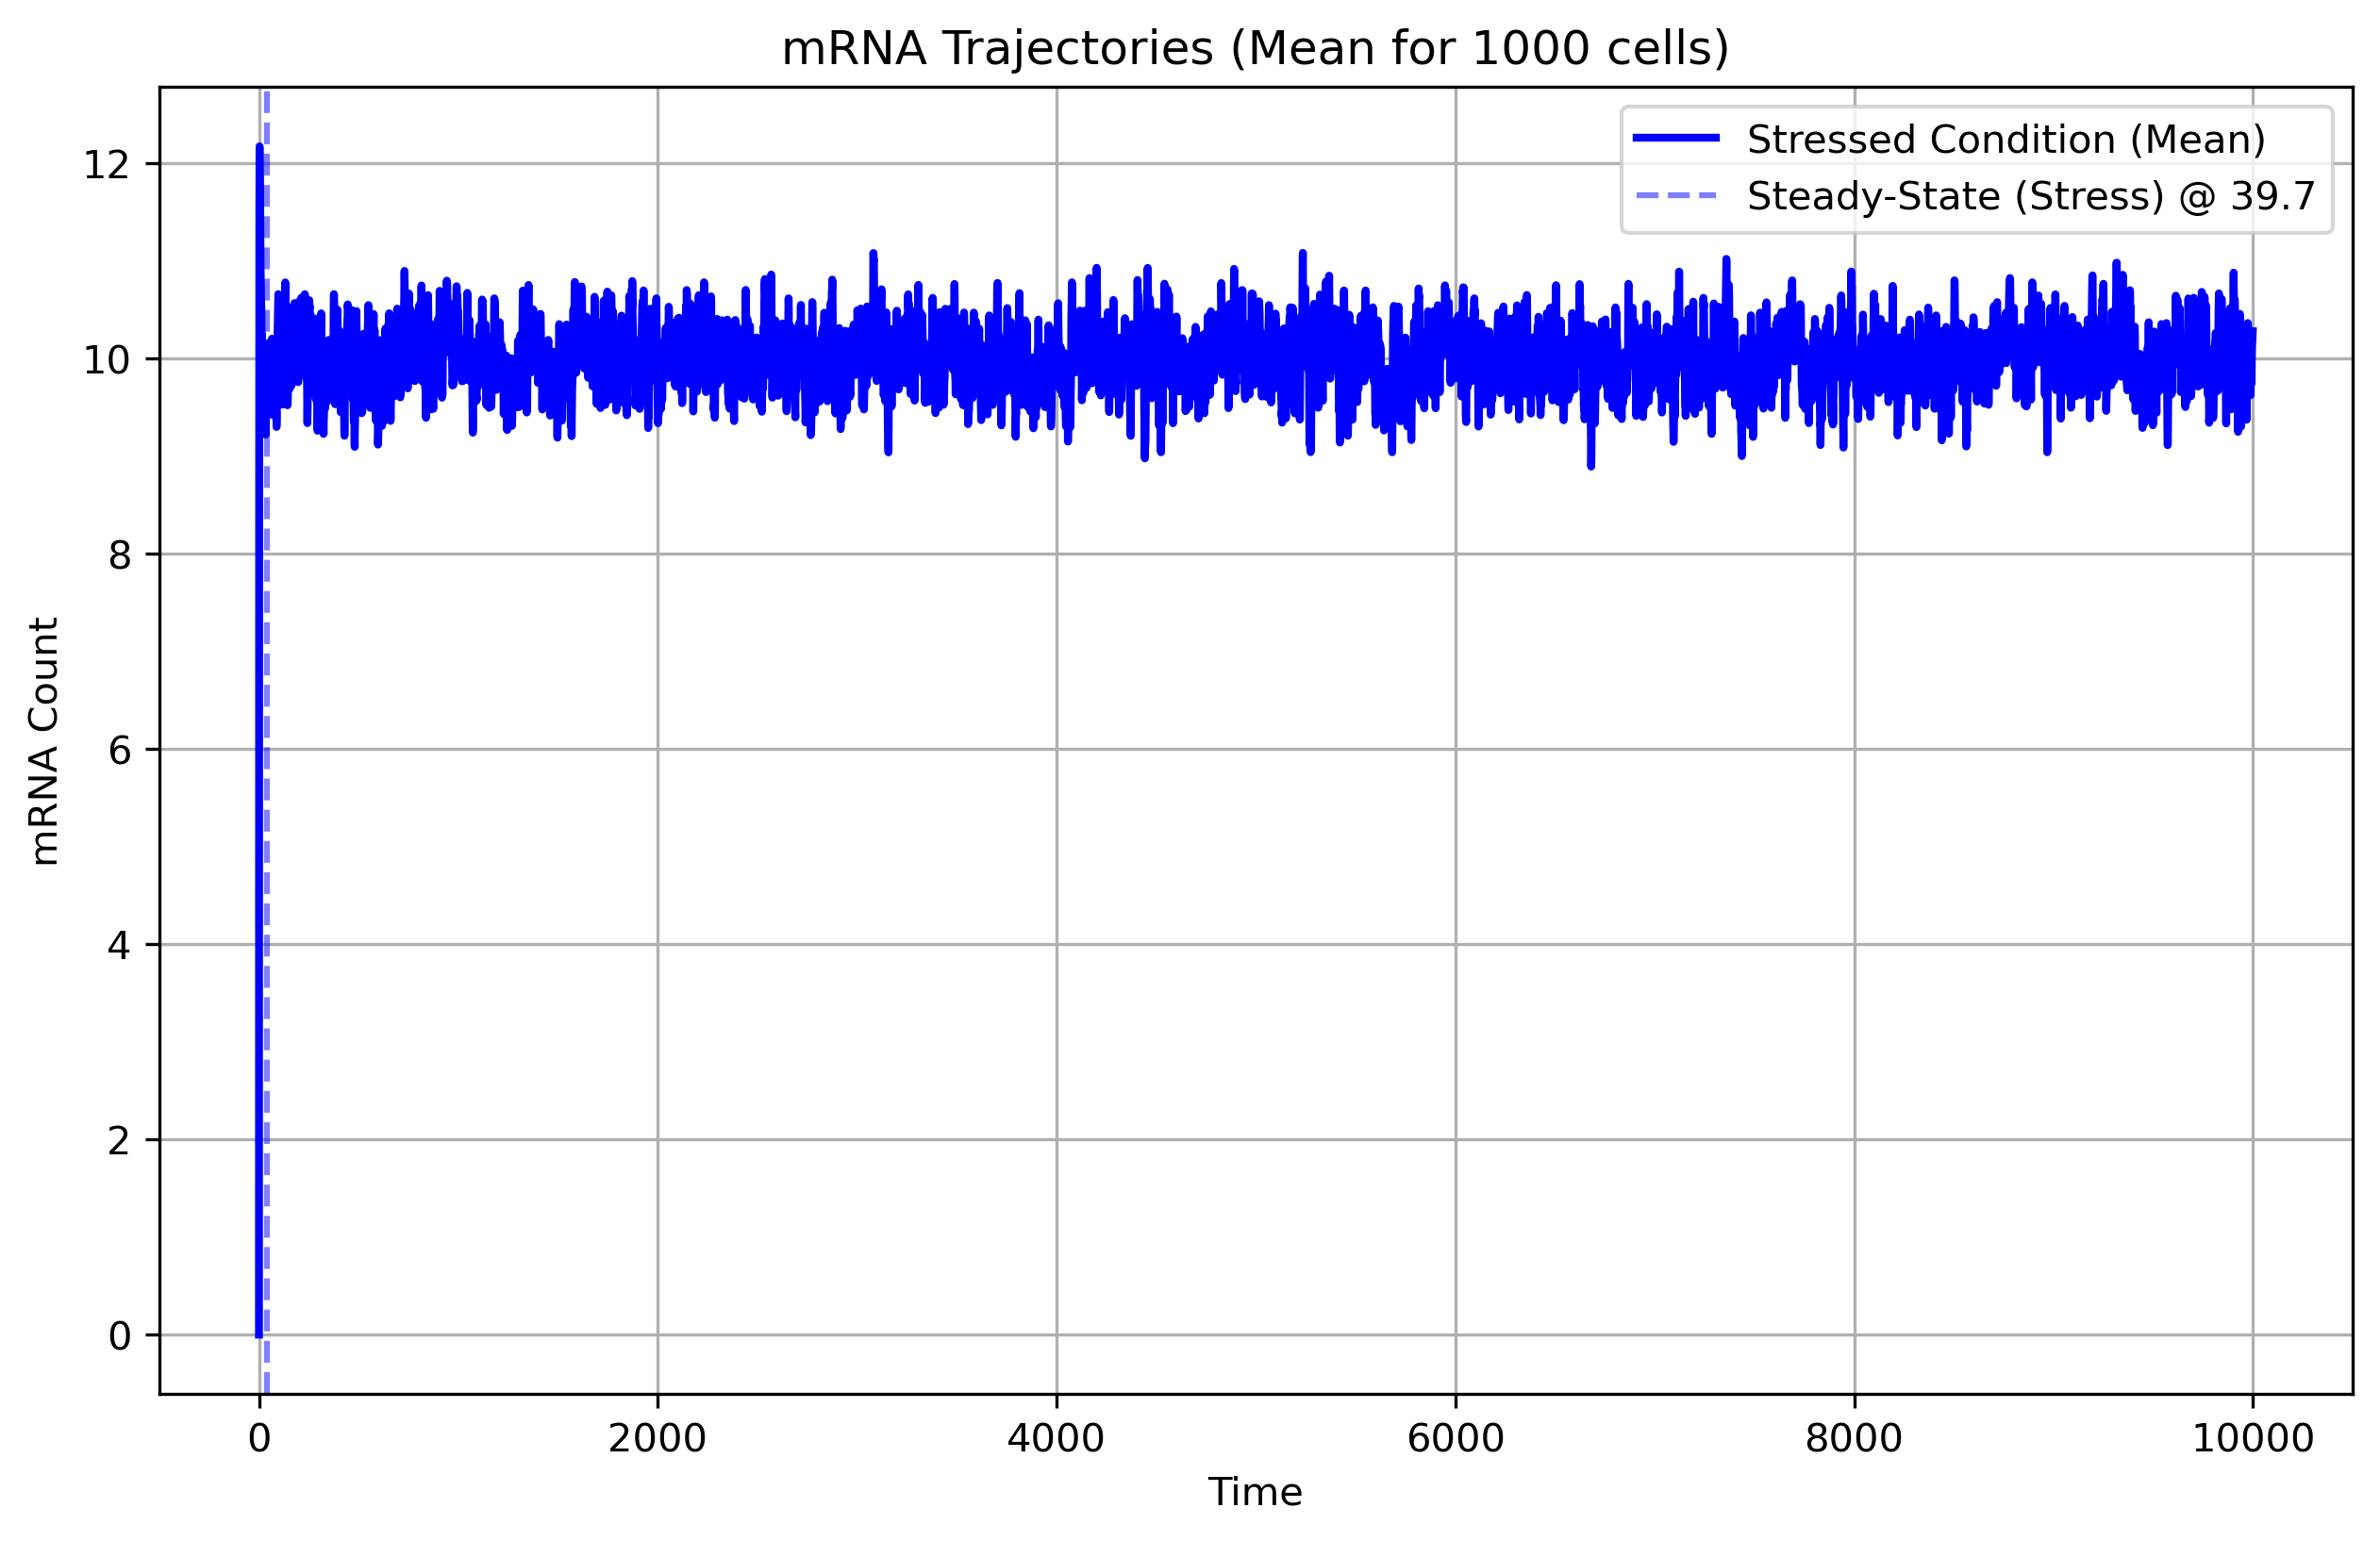 mRNA Trajectories (Mean for 1000 cells)
Stressed Condition (Mean)
Steady-State (Stress) @ 39.7
12
10
8
6
4
2
0
mRNA Count
0 2000 4000 6000 8000 10000
Time